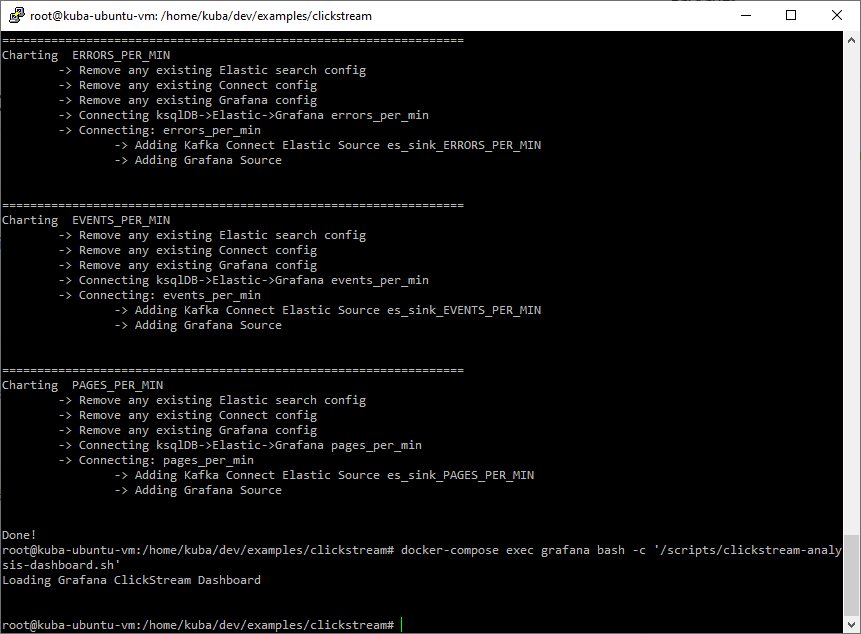 root@kuba-ubuntu-vm: /home/kuba/dev/examples/clickstream
==================================================================
Charting  ERRORS_PER_MIN
        -> Remove any existing Elastic search config
        -> Remove any existing Connect config
        -> Remove any existing Grafana config
        -> Connecting ksqlDB->Elastic->Grafana errors_per_min
        -> Connecting: errors_per_min
                -> Adding Kafka Connect Elastic Source es_sink_ERRORS_PER_MIN
                -> Adding Grafana Source
==================================================================
Charting  EVENTS_PER_MIN
        -> Remove any existing Elastic search config
        -> Remove any existing Connect config
        -> Remove any existing Grafana config
        -> Connecting ksqlDB->Elastic->Grafana events_per_min
        -> Connecting: events_per_min
                -> Adding Kafka Connect Elastic Source es_sink_EVENTS_PER_MIN
                -> Adding Grafana Source
==================================================================
Charting  PAGES_PER_MIN
        -> Remove any existing Elastic search config
        -> Remove any existing Connect config
        -> Remove any existing Grafana config
        -> Connecting ksqlDB->Elastic->Grafana pages_per_min
        -> Connecting: pages_per_min
                -> Adding Kafka Connect Elastic Source es_sink_PAGES_PER_MIN
                -> Adding Grafana Source
Done!
root@kuba-ubuntu-vm:/home/kuba/dev/examples/clickstream# docker-compose exec grafana bash -c '/scripts/clickstream-analy
sis-dashboard.sh'
Loading Grafana ClickStream Dashboard
root@kuba-ubuntu-vm:/home/kuba/dev/examples/clickstream#